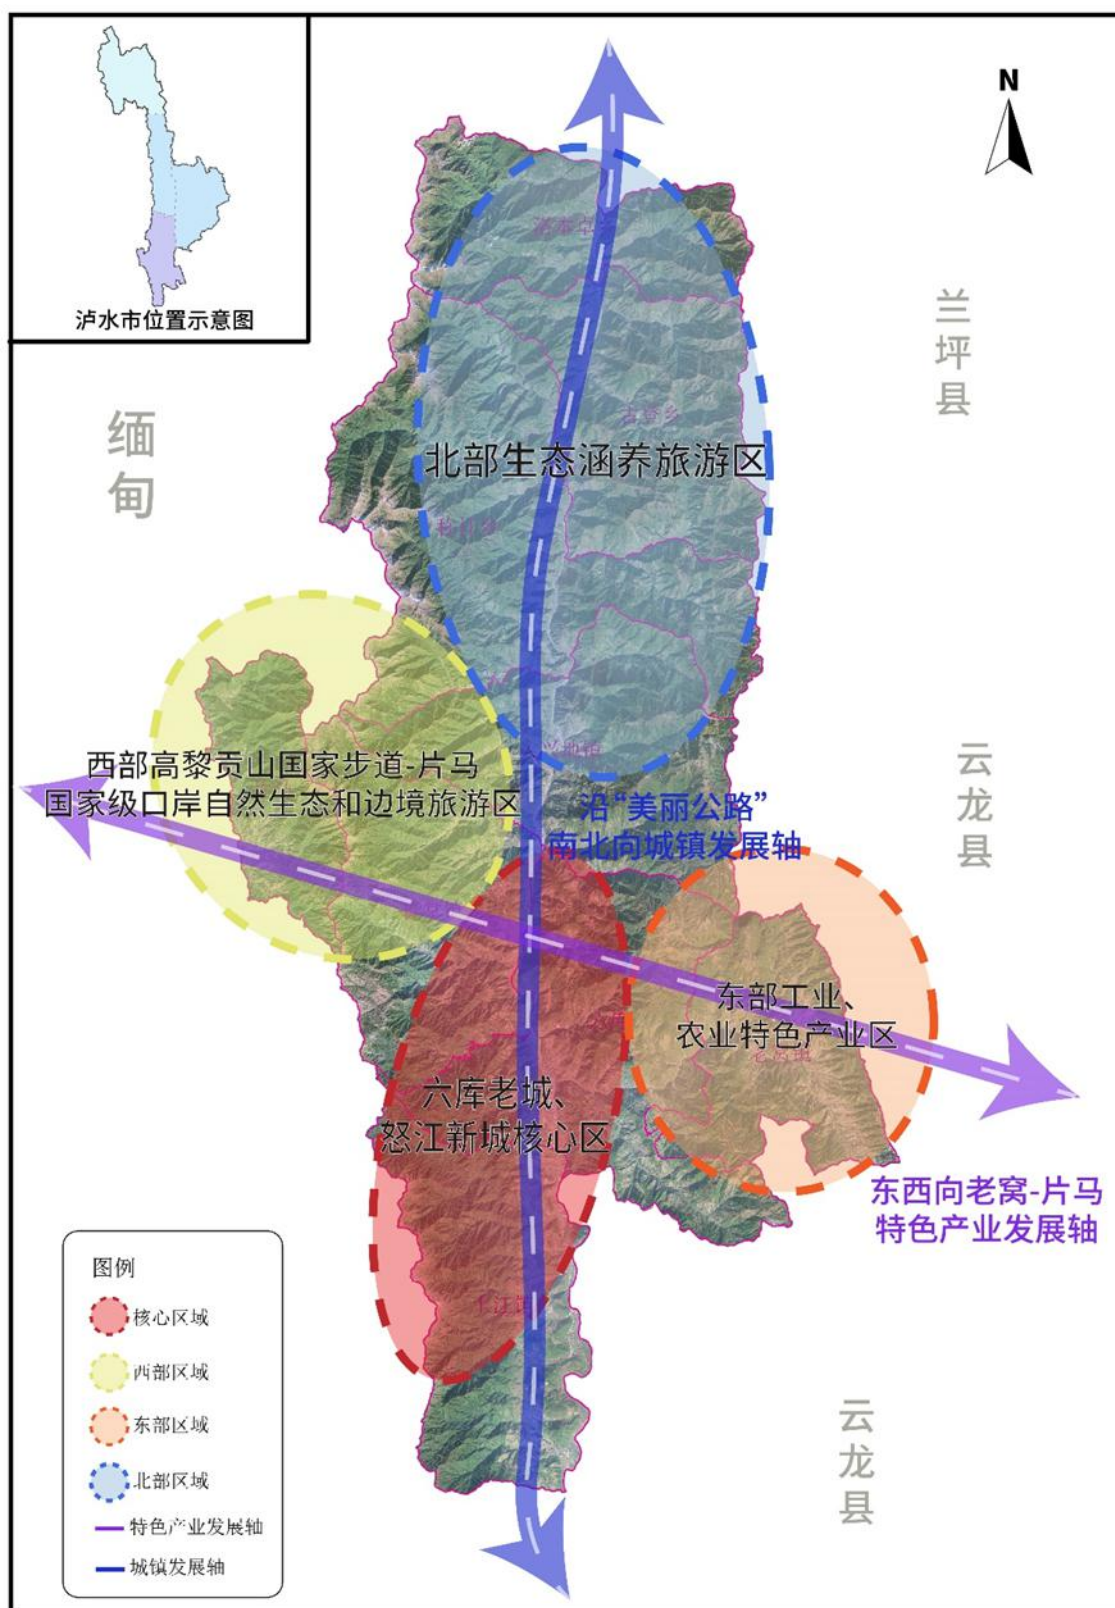 泸水市位置示意图
N
兰坪县
缅甸
古登乡
北部生态涵养旅游区
西部高黎贡山国家步道-片马
国家级口岸自然生态和边境旅游区
沿“美丽公路”
南北向城镇发展轴
云龙县
东部工业、
农业特色产业区
老窝镇
六库老城、
怒江新城核心区
东西向老窝-片马
特色产业发展轴
图例
核心区域
西部区域
东部区域
北部区域
特色产业发展轴
城镇发展轴
云龙县